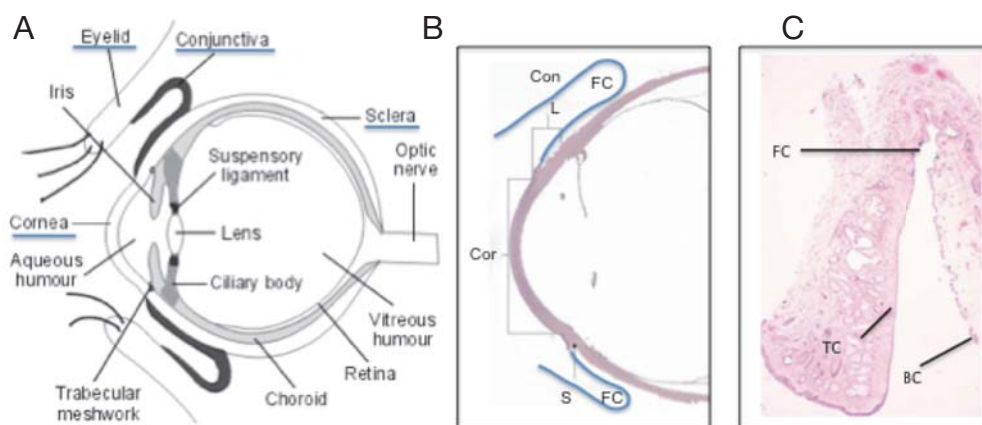 A
Eyelid
Conjunctiva
Iris
Sclera
Optic
nerve
Suspensory
ligament
Cornea
Lens
Aqueous
humour
Ciliary body
Vitreous
humour
Retina
Trabecular
meshwork
Choroid
B
Con
FC
L
Cor
S
FC
C
FC
TC
BC